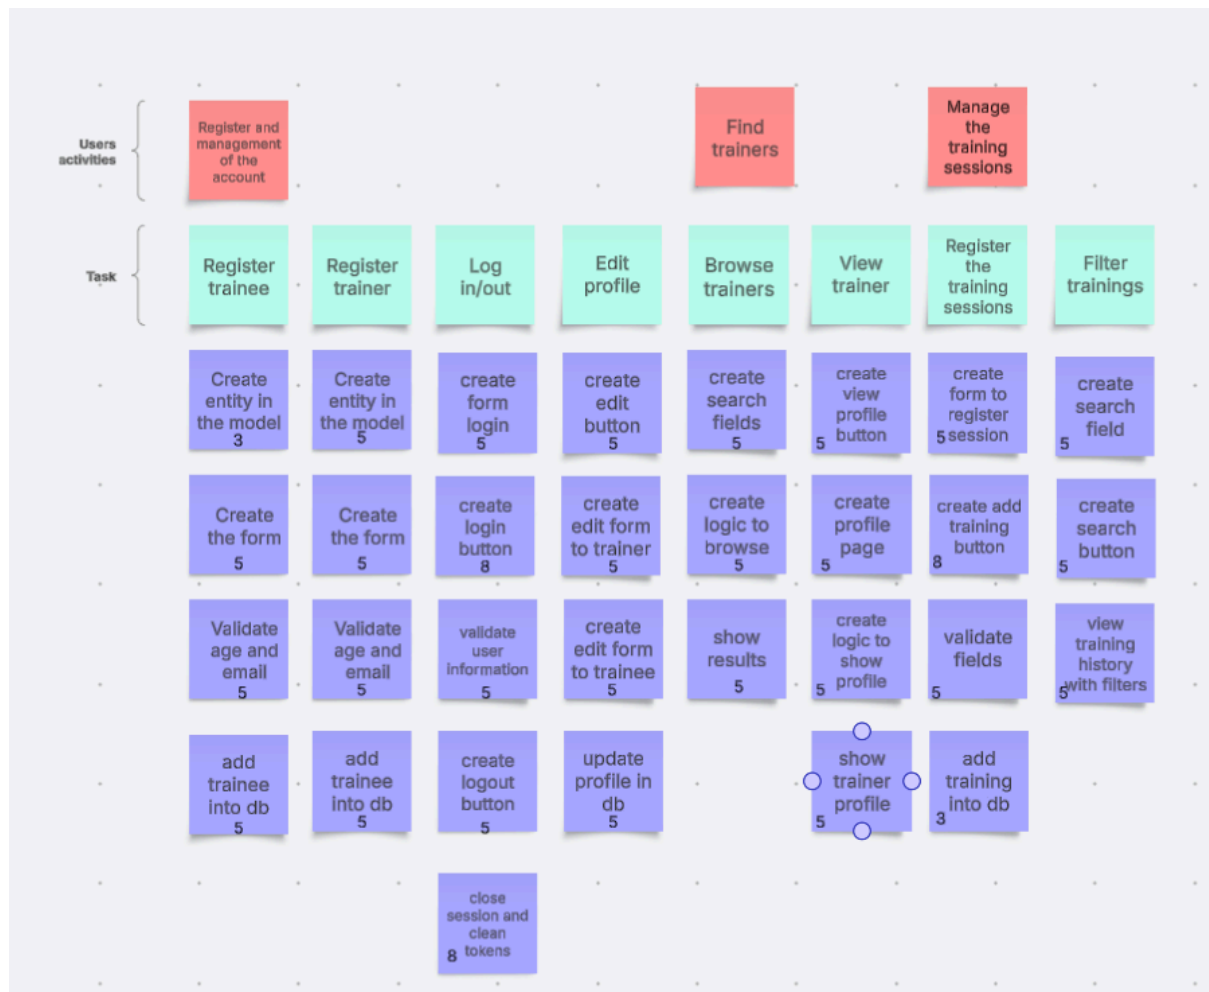 Users
activities
Register and
management
of the
account
Find
trainers
Manage
the
training
sessions
Task
Register
trainee
Register
trainer
Log
in/out
Edit
profile
Browse
trainers
View
trainer
Register
the
training
sessions
Filter
trainings
Create
entity in
the model
3
Create
entity in
the model
5
create
form
login
5
create
edit
button
5
create
search
fields
5
create
view
profile
button
5
create
form to
register
session
5
create
search
field
5
Create
the form
5
Create
the form
5
create
login
button
8
create
edit form
to trainer
5
create
logic to
browse
5
create
profile
page
5
create add
training
button
8
create
search
button
5
Validate
age and
email
5
Validate
age and
email
5
validate
user
information
5
create
edit form
to trainee
5
show
results
5
create
logic to
show
profile
5
validate
fields
5
view
training
history
with filters
5
add
trainee
into db
5
add
trainee
into db
5
create
logout
button
5
update
profile in
db
5
show
trainer
profile
5
add
training
into db
3
close
session and
clean
tokens
8